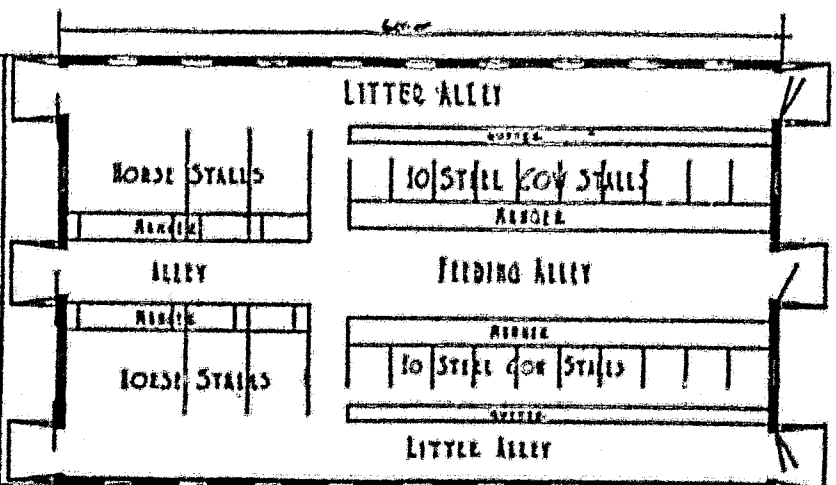 LITTER ALLEY
GUTTER
HORSE STALLS
10 STEEL COW STALLS
MANGER
MANGER
ALLEY
FEEDING ALLEY
MANGER
MANGER
HORSE STALLS
10 STEEL COW STALLS
GUTTER
LITTER ALLEY